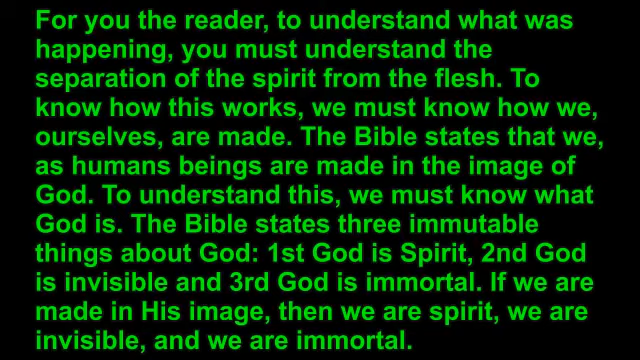 For you the reader, to understand what was
happening, you must understand the
separation of the spirit from the flesh. To
know how this works, we must know how we,
ourselves, are made. The Bible states that we,
as humans beings are made in the image of
God. To understand this, we must know what
God is. The Bible states three immutable
things about God: 1st God is Spirit, 2nd God
is invisible and 3rd God is immortal. If we are
made in His image, then we are spirit, we are
invisible, and we are immortal.